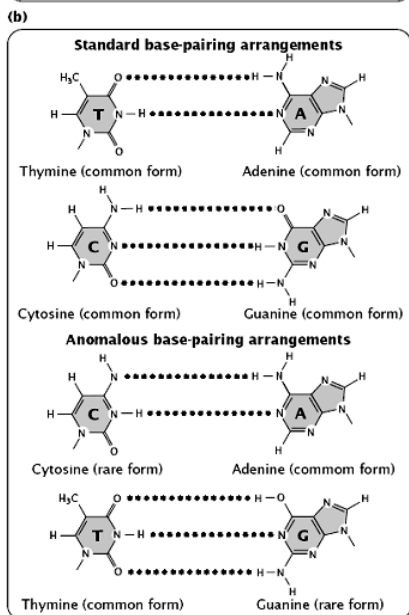 (b)
Standard base-pairing arrangements
H
H₃C O H—N N H
H T N—H N A N
N N
O H
Thymine (common form) Adenine (common form)
H
H N—H O N H
H C N H—N G N
N O H—N N
H
Cytosine (common form) Guanine (common form)
Anomalous base-pairing arrangements
H H
H N H—N N H
H C N—H N A N
N N
O H
Cytosine (rare form) Adenine (commom form)
H₃C O H—O N H
H T N—H N G N
N N
O H—N
H
Thymine (common form) Guanine (rare form)